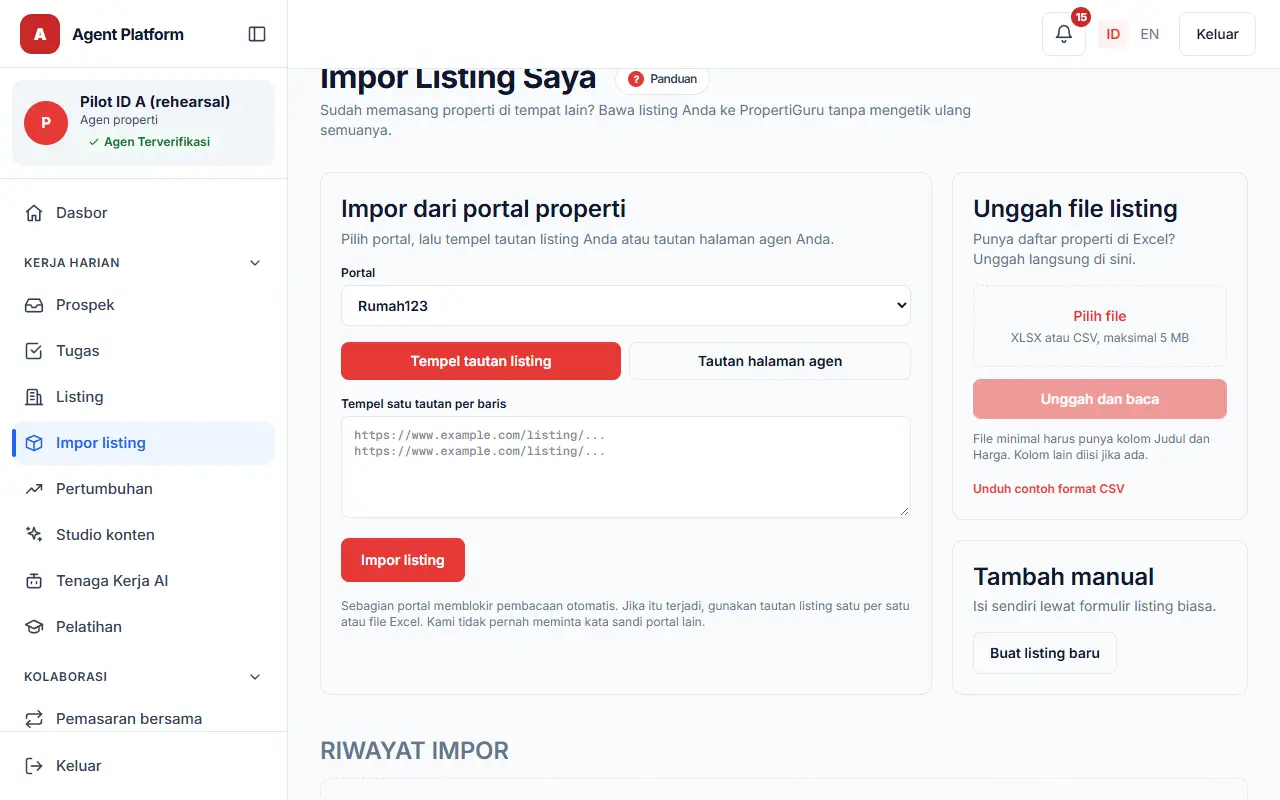 A
Agent Platform
15
ID
EN
Keluar
P
Pilot ID A (rehearsal)
Agen properti
Agen Terverifikasi
Dasbor
KERJA HARIAN
Prospek
Tugas
Listing
Impor listing
Pertumbuhan
Studio konten
Tenaga Kerja AI
Pelatihan
KOLABORASI
Pemasaran bersama
Keluar
Impor Listing Saya
? Panduan
Sudah memasang properti di tempat lain? Bawa listing Anda ke PropertiGuru tanpa mengetik ulang
semuanya.
Impor dari portal properti
Pilih portal, lalu tempel tautan listing Anda atau tautan halaman agen Anda.
Portal
Rumah123
Tempel tautan listing
Tautan halaman agen
Tempel satu tautan per baris
https://www.example.com/listing/...
https://www.example.com/listing/...
Impor listing
Sebagian portal memblokir pembacaan otomatis. Jika itu terjadi, gunakan tautan listing satu per satu
atau file Excel. Kami tidak pernah meminta kata sandi portal lain.
Unggah file listing
Punya daftar properti di Excel?
Unggah langsung di sini.
Pilih file
XLSX atau CSV, maksimal 5 MB
Unggah dan baca
File minimal harus punya kolom Judul dan
Harga. Kolom lain diisi jika ada.
Unduh contoh format CSV
Tambah manual
Isi sendiri lewat formulir listing biasa.
Buat listing baru
RIWAYAT IMPOR